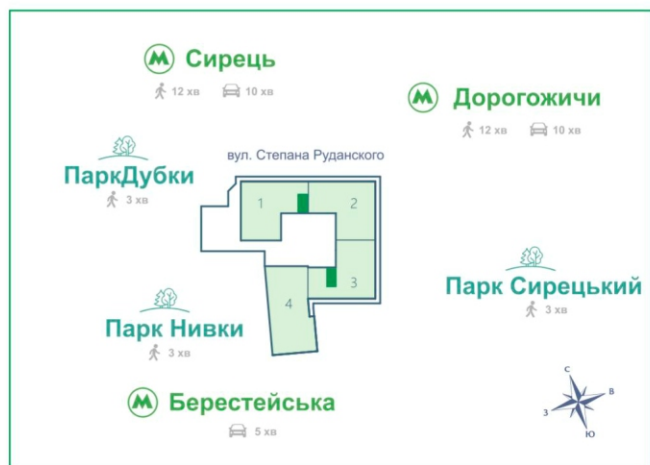 М Сирець
12 хв 10 хв
М Дорогожичи
12 хв 10 хв
ПаркДубки
3 хв
вул. Степана Руданского
1
2
3
4
Парк Сирецький
3 хв
Парк Нивки
3 хв
М Берестейська
5 хв
С
В
З
Ю